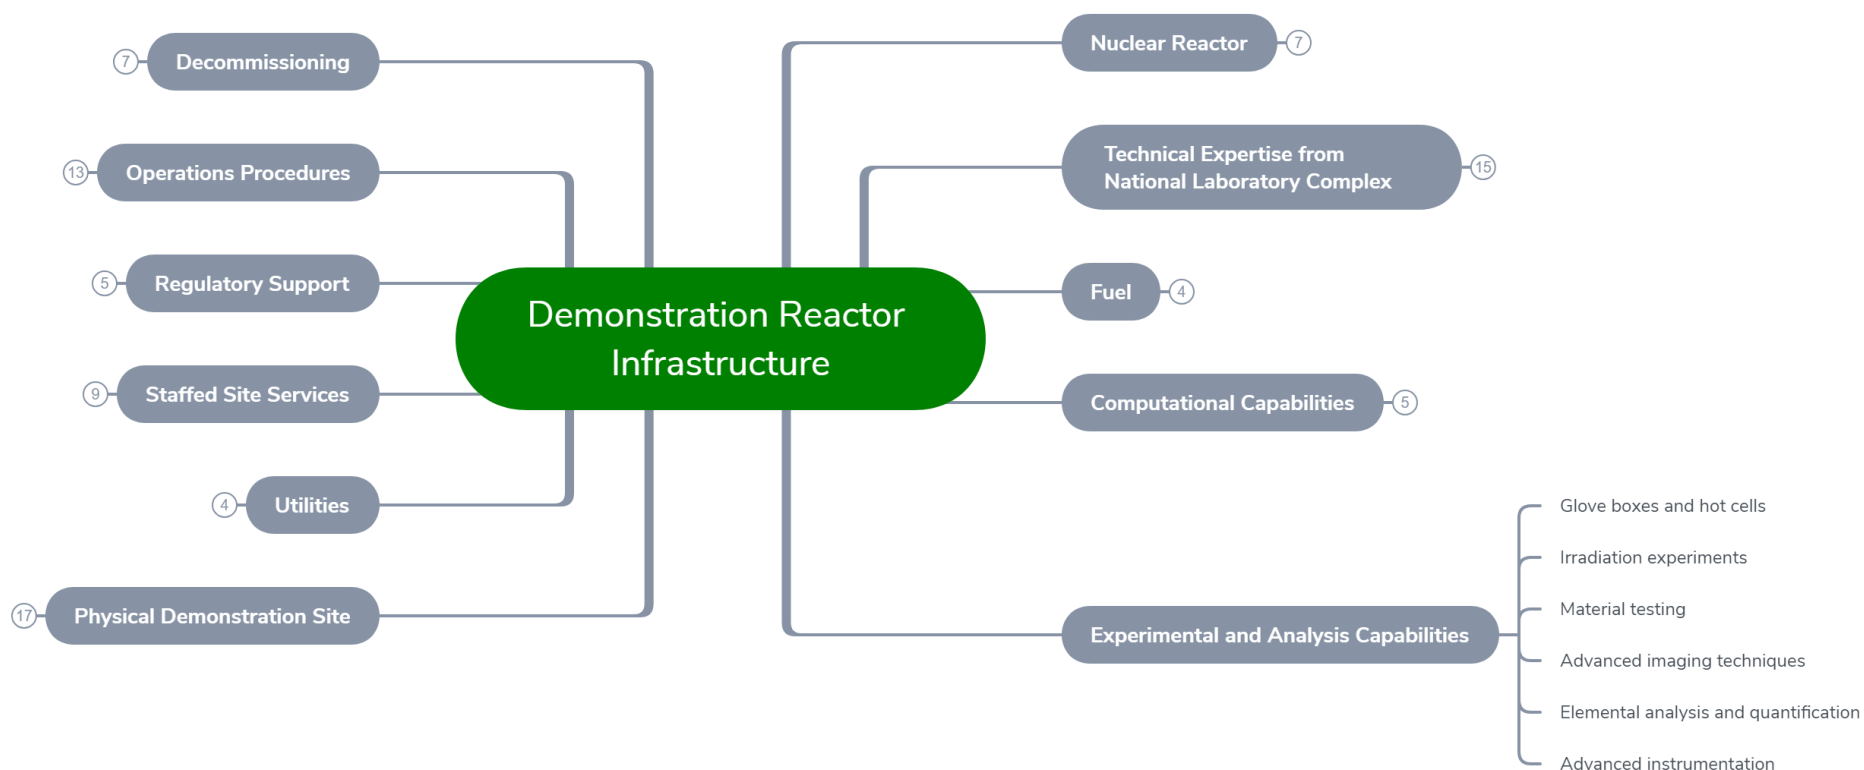 Demonstration Reactor
Infrastructure
7
Decommissioning
13
Operations Procedures
5
Regulatory Support
9
Staffed Site Services
4
Utilities
17
Physical Demonstration Site
Nuclear Reactor
7
Technical Expertise from
National Laboratory Complex
15
Fuel
4
Computational Capabilities
5
Experimental and Analysis Capabilities
Glove boxes and hot cells
Irradiation experiments
Material testing
Advanced imaging techniques
Elemental analysis and quantification
Advanced instrumentation